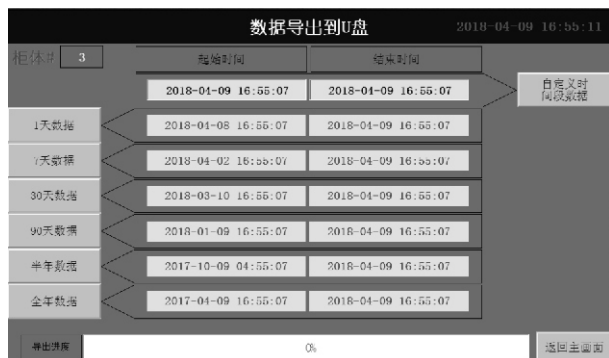 数据导出到U盘 2018-04-09 16:55:11
柜体# 3 起始时间 结束时间
2018-04-09 16:55:07 2018-04-09 16:55:07 自定义时
间段数据
1天数据 2018-04-08 16:55:07 2018-04-09 16:55:07
7天数据 2018-04-02 16:55:07 2018-04-09 16:55:07
30天数据 2018-03-10 16:55:07 2018-04-09 16:55:07
90天数据 2018-01-09 16:55:07 2018-04-09 16:55:07
半年数据 2017-10-09 04:55:07 2018-04-09 16:55:07
全年数据 2017-04-09 16:55:07 2018-04-09 16:55:07
导出进度 0% 返回主画面